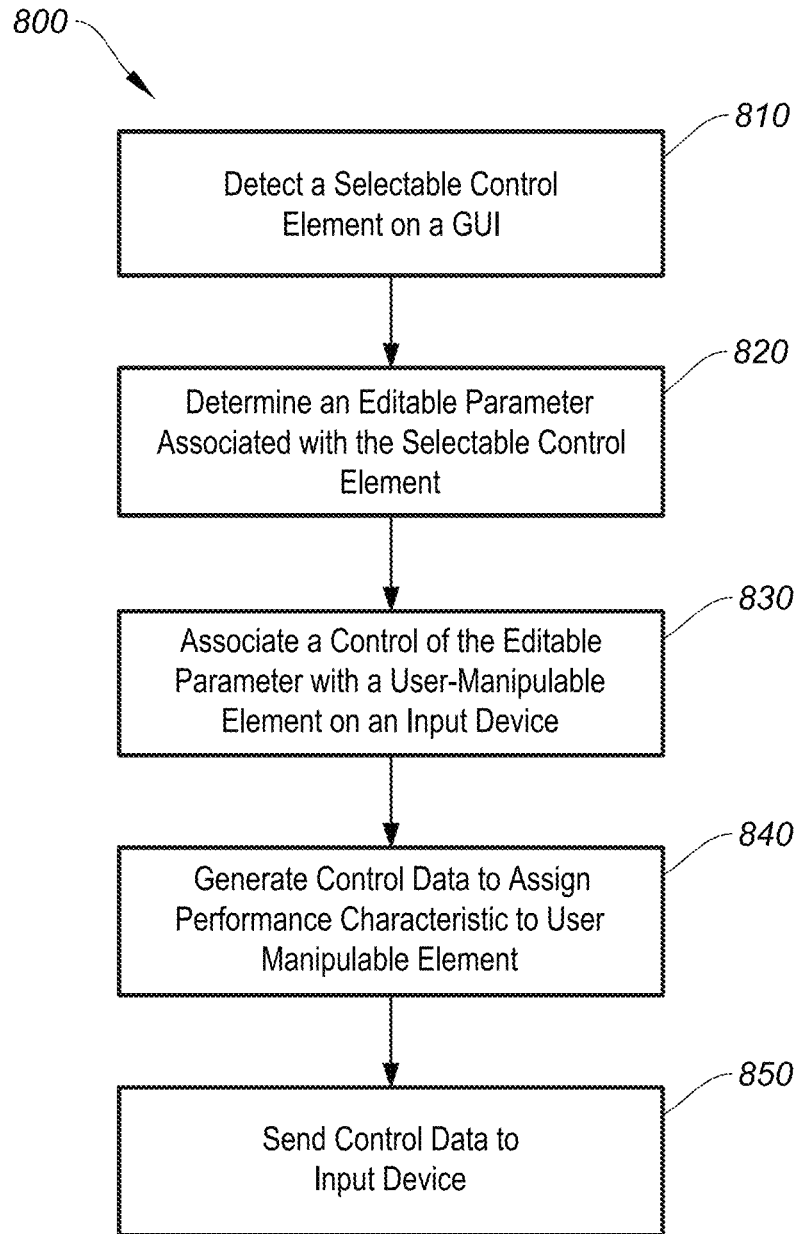 800
810
Detect a Selectable Control
Element on a GUI
820
Determine an Editable Parameter
Associated with the Selectable Control
Element
830
Associate a Control of the Editable
Parameter with a User-Manipulable
Element on an Input Device
840
Generate Control Data to Assign
Performance Characteristic to User
Manipulable Element
850
Send Control Data to
Input Device